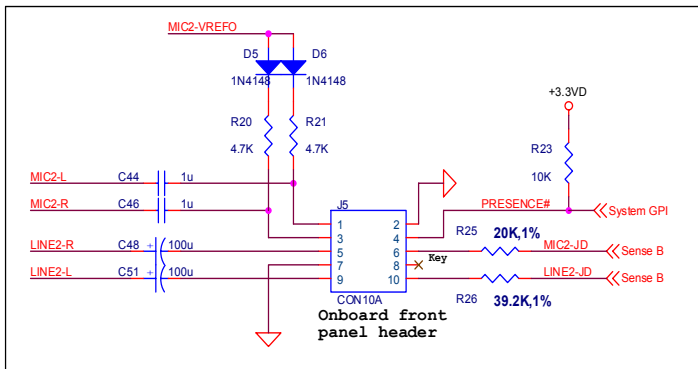 MIC2-VREFO
D5 D6
1N4148 1N4148
+3.3VD
R20 R21
4.7K 4.7K
R23
10K
MIC2-L C44 1u
J5
PRESENCE#
MIC2-R C46 1u
System GPI
1 2
3 4
R25 20K,1%
LINE2-R C48 + 100u
5 6
MIC2-JD Sense B
7 8 Key
LINE2-L C51 + 100u
9 10
LINE2-JD Sense B
CON10A
R26 39.2K,1%
Onboard front
panel header